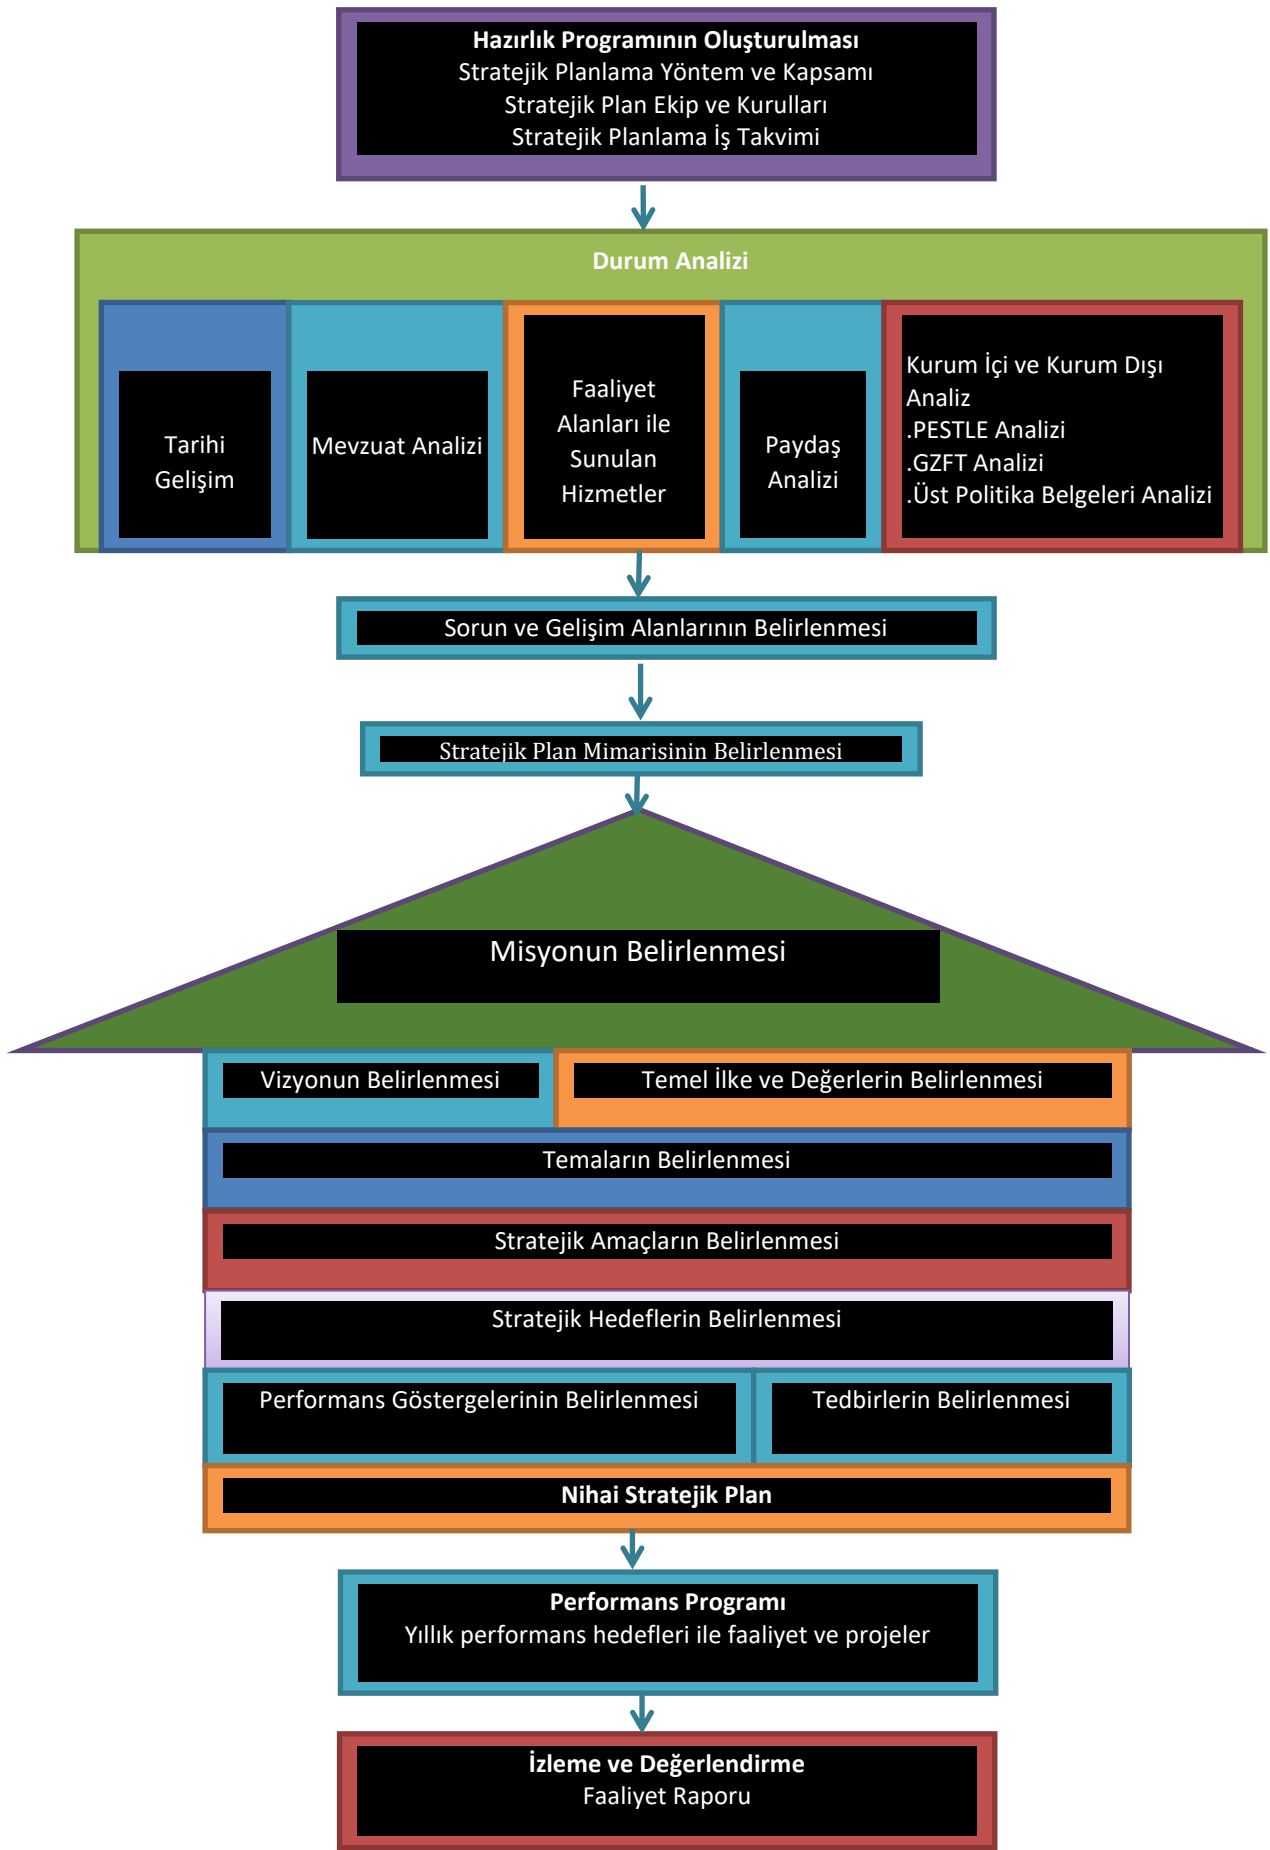 Hazırlık Programının Oluşturulması
Stratejik Planlama Yöntem ve Kapsamı
Stratejik Plan Ekip ve Kurulları
Stratejik Planlama İş Takvimi
Durum Analizi
Tarihi
Gelişim
Mevzuat Analizi
Faaliyet
Alanları ile
Sunulan
Hizmetler
Paydaş
Analizi
Kurum İçi ve Kurum Dışı
Analiz
.PESTLE Analizi
.GZFT Analizi
.Üst Politika Belgeleri Analizi
Sorun ve Gelişim Alanlarının Belirlenmesi
Stratejik Plan Mimarisinin Belirlenmesi
Misyonun Belirlenmesi
Vizyonun Belirlenmesi
Temel İlke ve Değerlerin Belirlenmesi
Temaların Belirlenmesi
Stratejik Amaçların Belirlenmesi
Stratejik Hedeflerin Belirlenmesi
Performans Göstergelerinin Belirlenmesi
Tedbirlerin Belirlenmesi
Nihai Stratejik Plan
Performans Programı
Yıllık performans hedefleri ile faaliyet ve projeler
İzleme ve Değerlendirme
Faaliyet Raporu